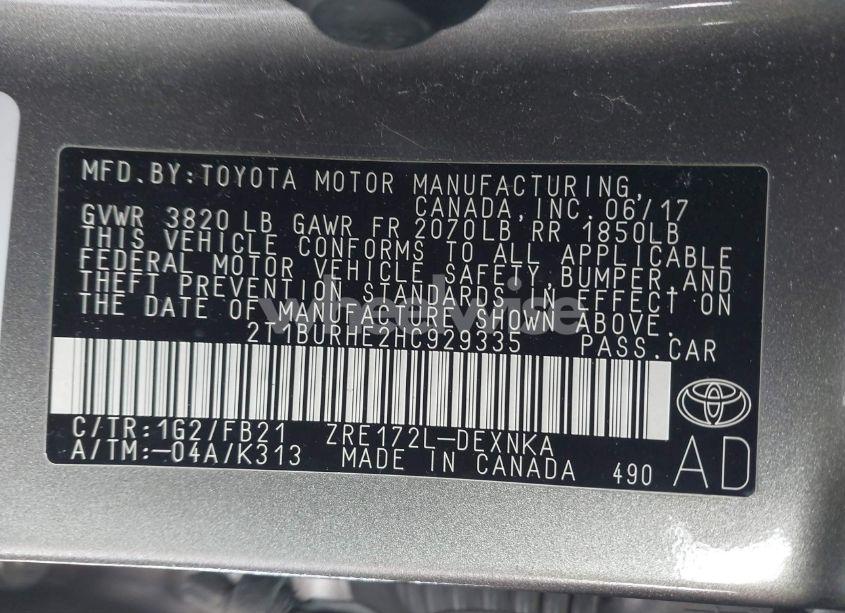 MFD.BY:TOYOTA MOTOR MANUFACTURING,
CANADA,INC.06/17
GVWR 3820 LB GAWR FR 2070LB RR 1850LB
THIS VEHICLE CONFORMS TO ALL APPLICABLE
FEDERAL MOTOR VEHICLE SAFETY,BUMPER,AND
THEFT PREVENTION STANDARDS IN EFFECT ON
THE DATE OF MANUFACTURE SHOWN ABOVE.
2T1BURHE2HC929335 PASS.CAR
C/TR:1G2/FB21 ZRE172L-DEXNKA
A/TM:-04A/K313 MADE IN CANADA 490 AD
wheelvise